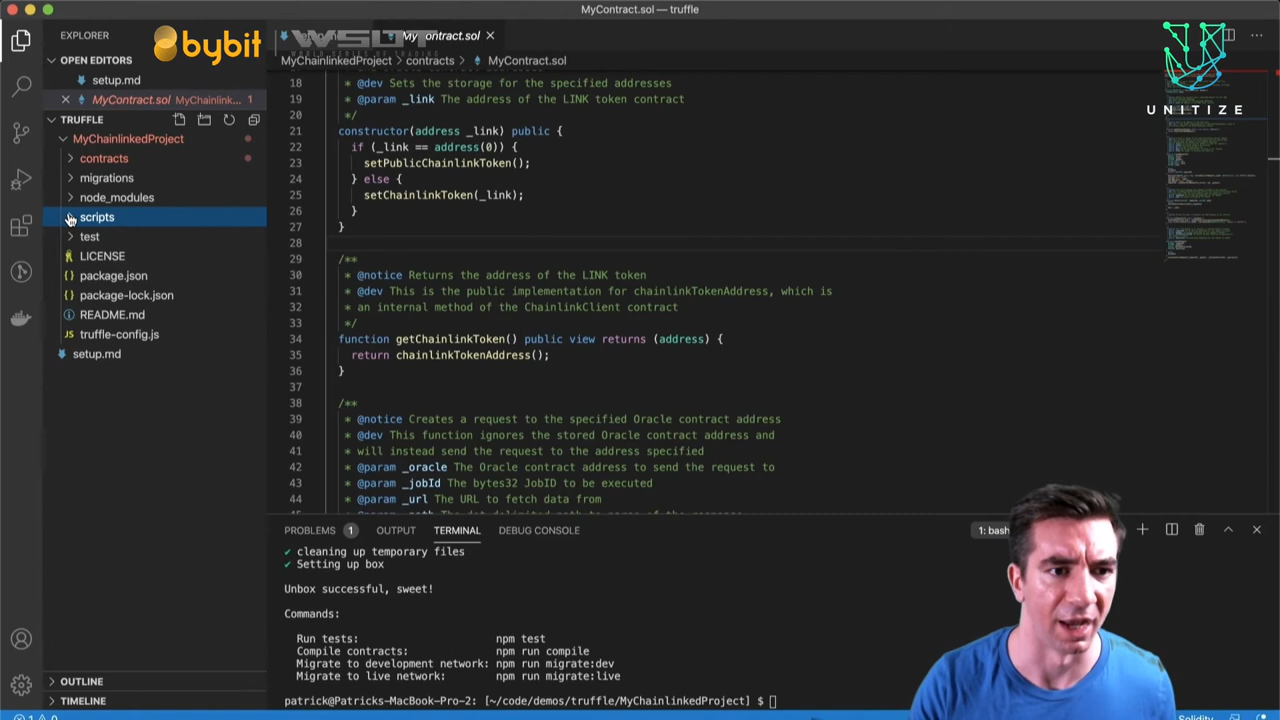 MyContract.sol — truffle
EXPLORER
bybit
WSOT
WORLD SERIES OF TRADING
MyContract.sol
UNITIZE
OPEN EDITORS
setup.md
MyContract.sol MyChainlink... 1
TRUFFLE
MyChainlinkedProject
contracts
migrations
node_modules
scripts
test
LICENSE
package.json
package-lock.json
README.md
JS truffle-config.js
setup.md
OUTLINE
TIMELINE
MyChainlinkedProject > contracts > MyContract.sol
18 * @dev Sets the storage for the specified addresses
19 * @param _link The address of the LINK token contract
20 */
21 constructor(address _link) public {
22 if (_link == address(0)) {
23 setPublicChainlinkToken();
24 } else {
25 setChainlinkToken(_link);
26 }
27 }
28
29 /**
30 * @notice Returns the address of the LINK token
31 * @dev This is the public implementation for chainlinkTokenAddress, which is
32 * an internal method of the ChainlinkClient contract
33 */
34 function getChainlinkToken() public view returns (address) {
35 return chainlinkTokenAddress();
36 }
37
38 /**
39 * @notice Creates a request to the specified Oracle contract address
40 * @dev This function ignores the stored Oracle contract address and
41 * will instead send the request to the address specified
42 * @param _oracle The Oracle contract address to send the request to
43 * @param _jobId The bytes32 JobID to be executed
44 * @param _url The URL to fetch data from
PROBLEMS 1 OUTPUT TERMINAL DEBUG CONSOLE 1: bash
✔ cleaning up temporary files
✔ Setting up box
Unbox successful, sweet!
Commands:
Run tests: npm test
Compile contracts: npm run compile
Migrate to development network: npm run migrate:dev
Migrate to live network: npm run migrate:live
patrick@Patricks-MacBook-Pro-2: [~/code/demos/truffle/MyChainlinkedProject] $
1 0
Solidity